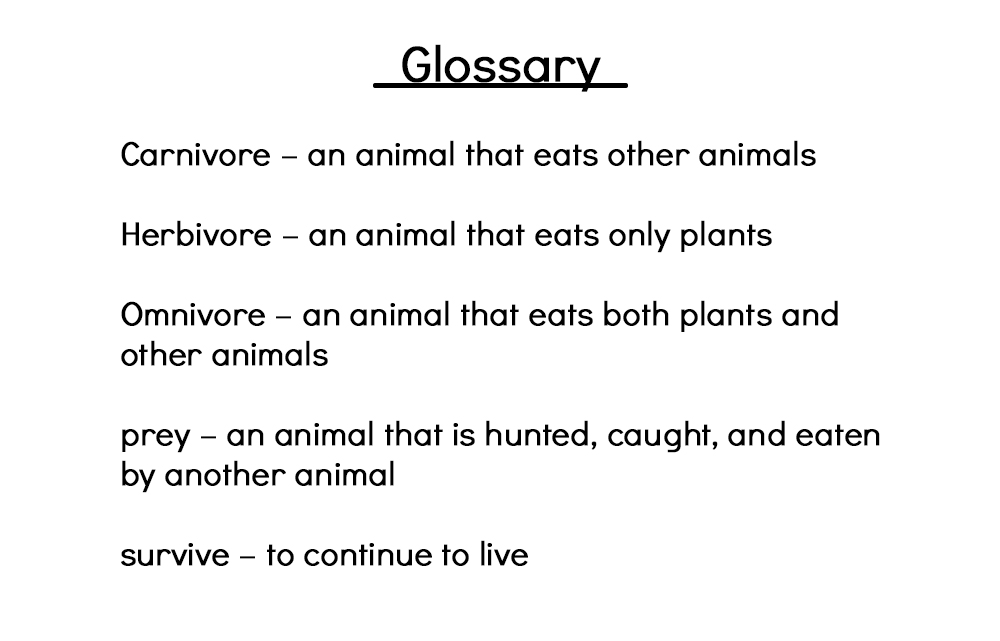 Glossary
Carnivore – an animal that eats other animals
Herbivore – an animal that eats only plants
Omnivore – an animal that eats both plants and
other animals
prey – an animal that is hunted, caught, and eaten
by another animal
survive – to continue to live